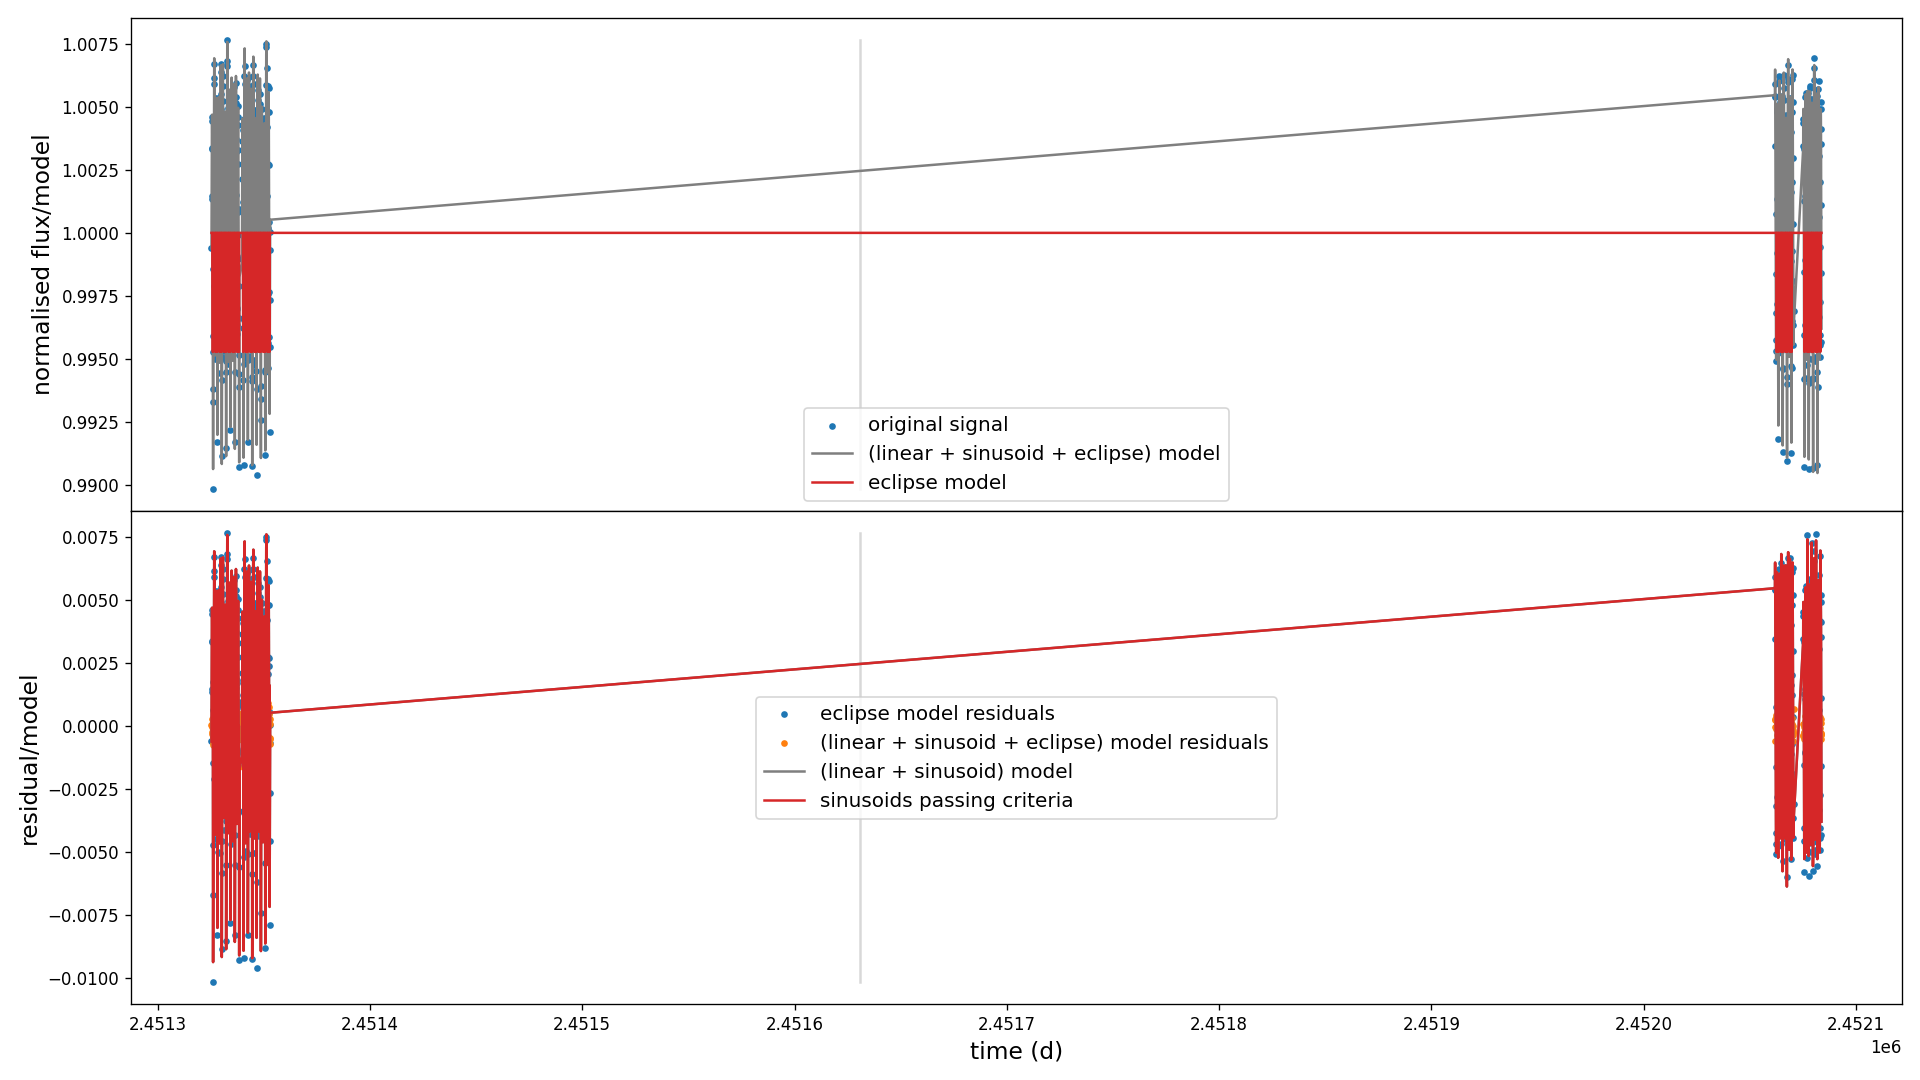 normalised flux/model
1.0075
1.0050
1.0025
1.0000
0.9975
0.9950
0.9925
0.9900
original signal
(linear + sinusoid + eclipse) model
eclipse model
residual/model
0.0075
0.0050
0.0025
0.0000
−0.0025
−0.0050
−0.0075
−0.0100
eclipse model residuals
(linear + sinusoid + eclipse) model residuals
(linear + sinusoid) model
sinusoids passing criteria
2.4513 2.4514 2.4515 2.4516 2.4517 2.4518 2.4519 2.4520 2.4521
1e6
time (d)